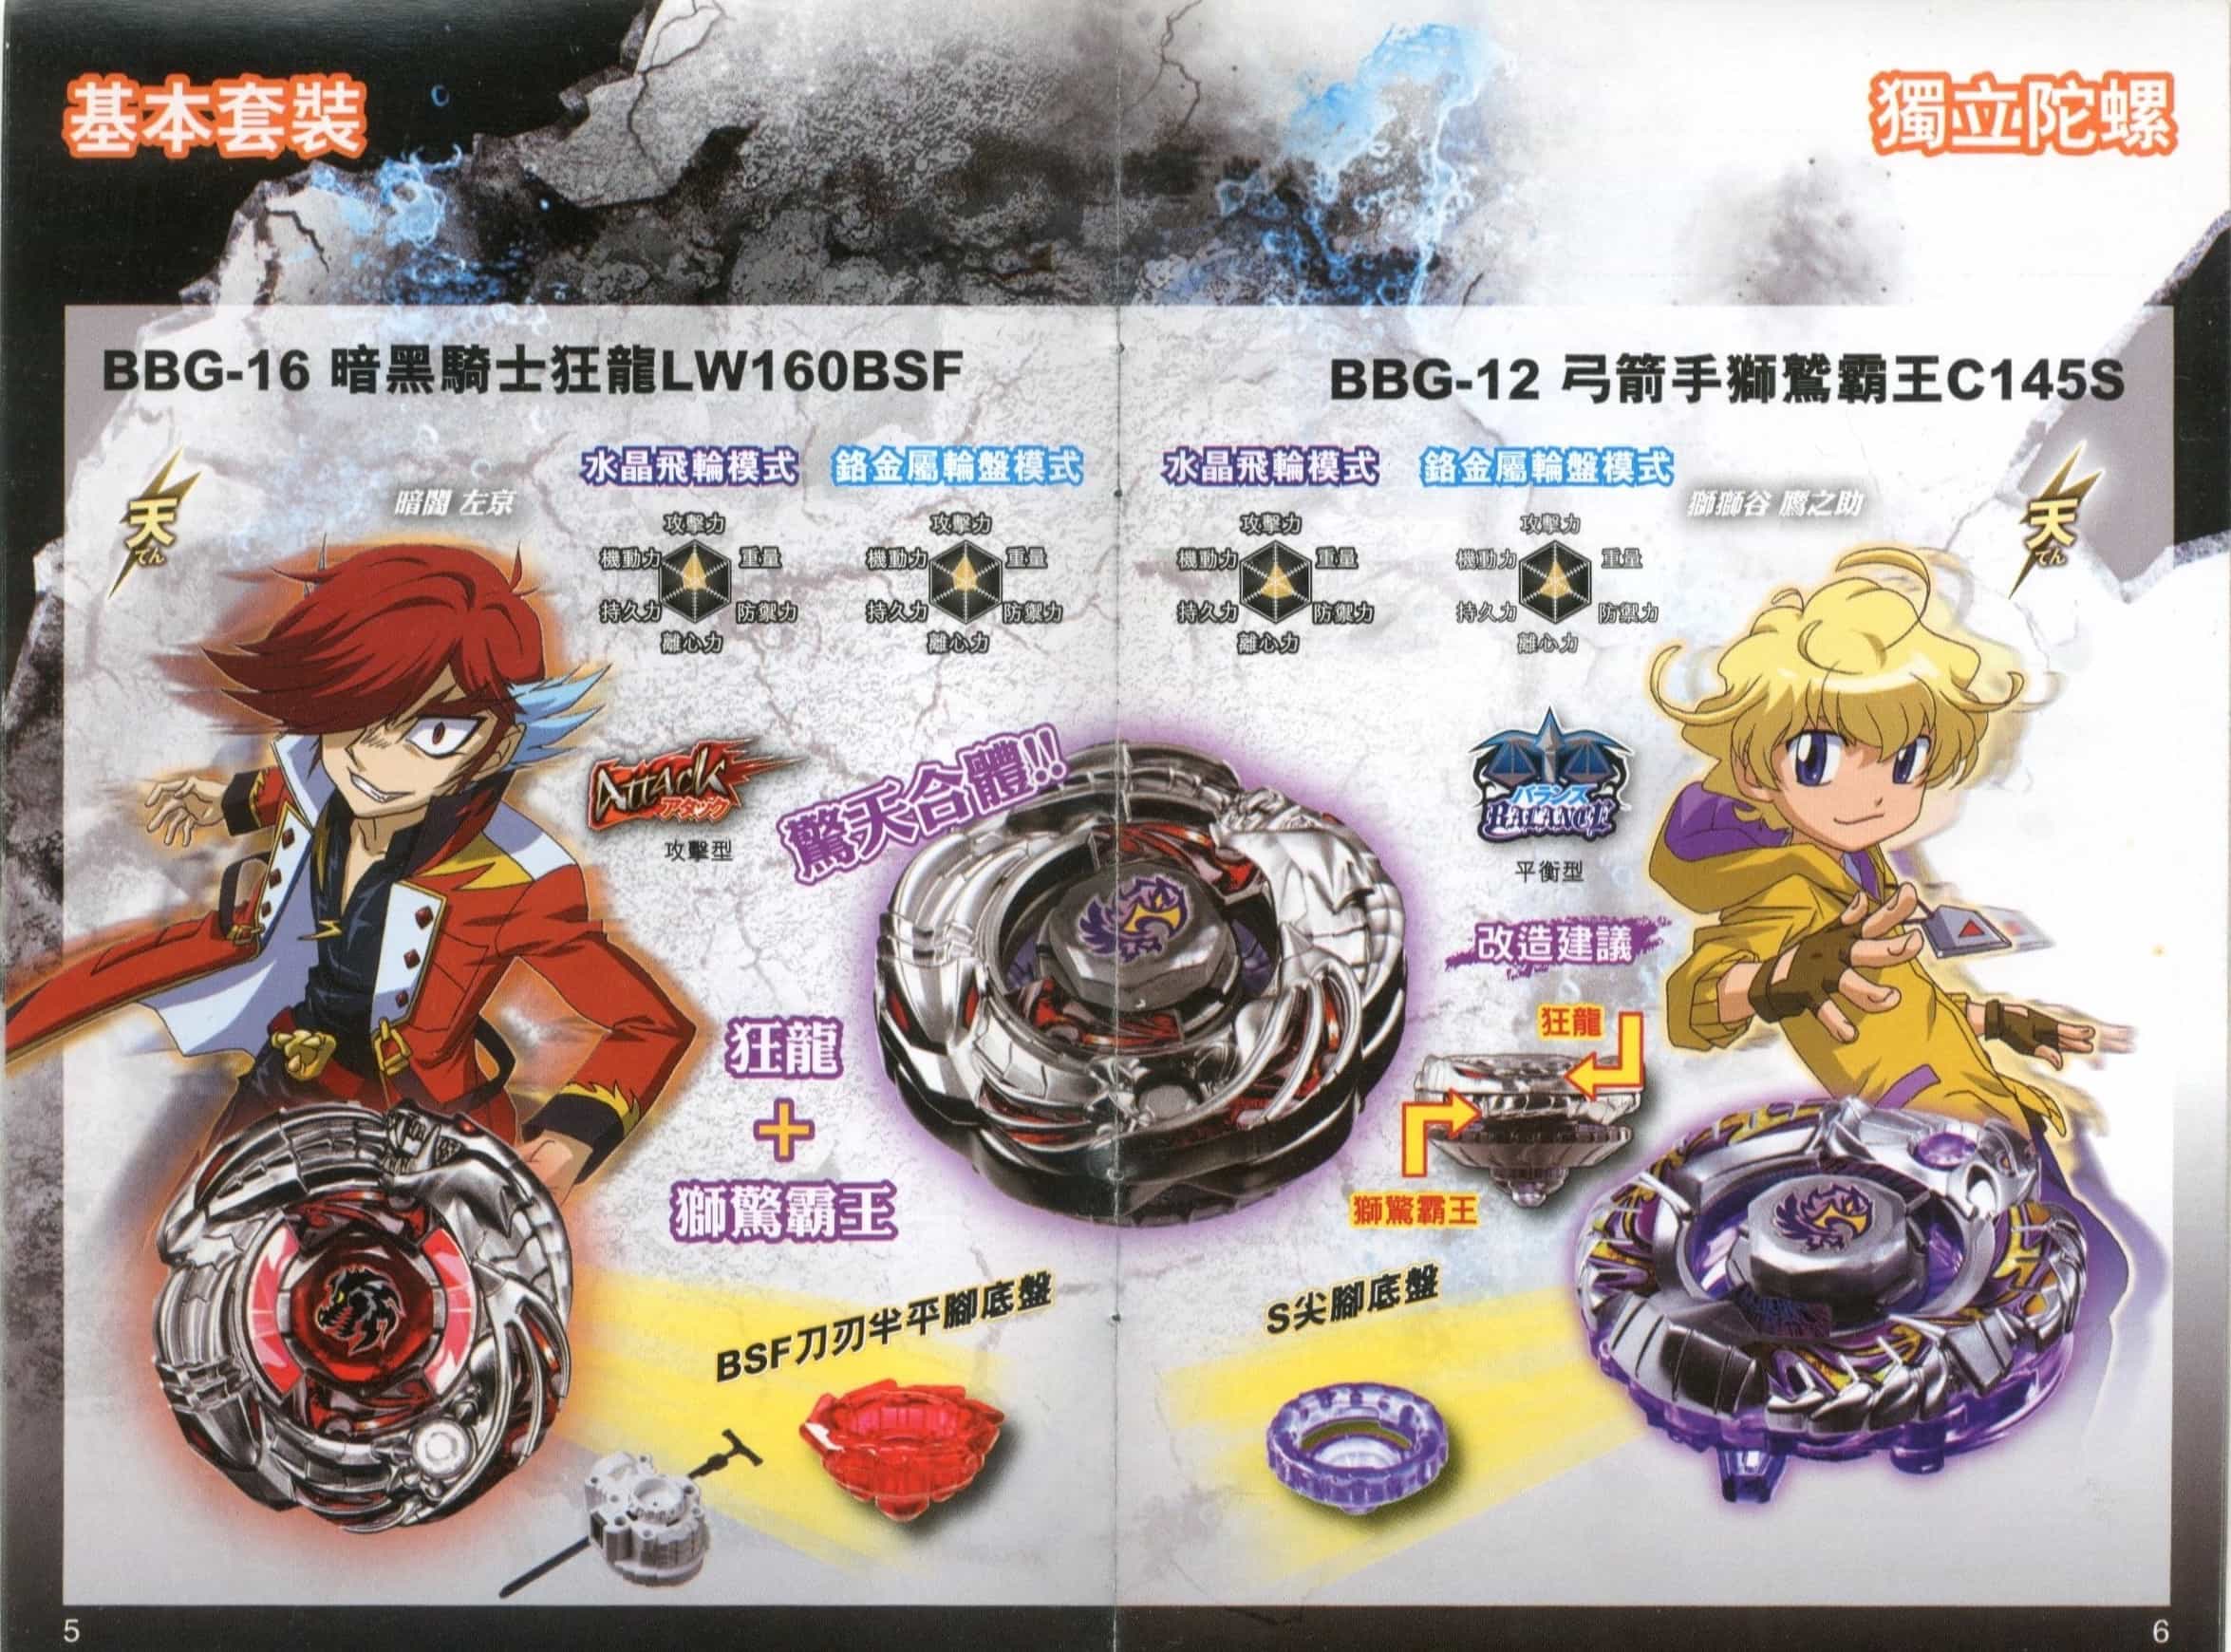 基本套裝
BBG-16 暗黑騎士狂龍LW160BSF
水晶飛輪模式
鉻金屬輪盤模式
天
てん
暗闇 左京
攻擊力
機動力
重量
持久力
防禦力
離心力
攻擊力
機動力
重量
持久力
防禦力
離心力
Attack
アタック
攻擊型
驚天合體!!
狂龍
+
獅驚霸王
BSF刀刃半平腳底盤
5
獨立陀螺
BBG-12 弓箭手獅鷲霸王C145S
水晶飛輪模式
鉻金屬輪盤模式
獅獅谷 鷹之助
天
てん
攻擊力
機動力
重量
持久力
防禦力
離心力
攻擊力
機動力
重量
持久力
防禦力
離心力
バランス
BALANCE
平衡型
改造建議
狂龍
獅驚霸王
S尖腳底盤
6